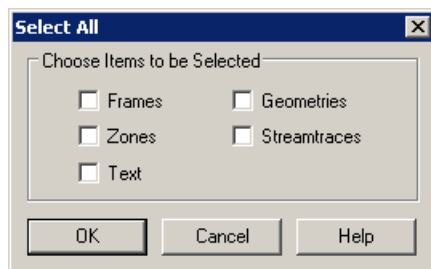 Select All
Choose Items to be Selected
Frames Geometries
Zones Streamtraces
Text
OK Cancel Help